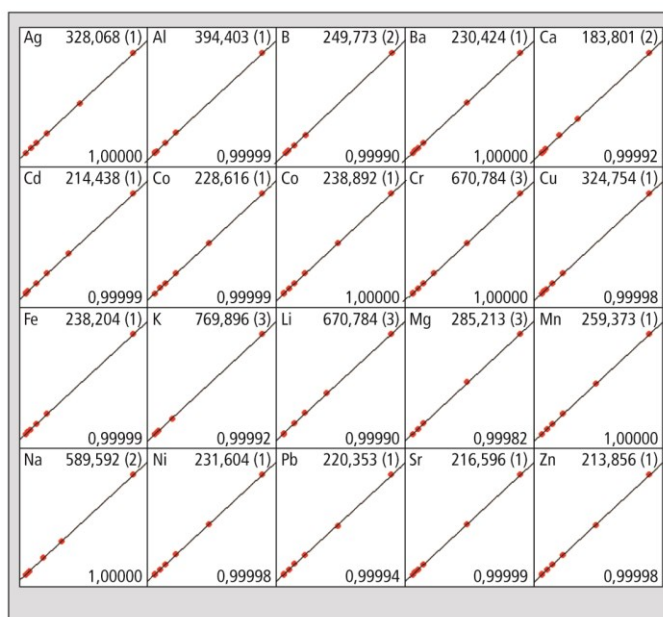 Ag 328,068 (1) Al 394,403 (1) B 249,773 (2) Ba 230,424 (1) Ca 183,801 (2)
1,00000 0,99999 0,99990 1,00000 0,99992
Cd 214,438 (1) Co 228,616 (1) Co 238,892 (1) Cr 670,784 (3) Cu 324,754 (1)
0,99999 0,99999 1,00000 1,00000 0,99998
Fe 238,204 (1) K 769,896 (3) Li 670,784 (3) Mg 285,213 (3) Mn 259,373 (1)
0,99999 0,99992 0,99990 0,99982 1,00000
Na 589,592 (2) Ni 231,604 (1) Pb 220,353 (1) Sr 216,596 (1) Zn 213,856 (1)
1,00000 0,99998 0,99994 0,99999 0,99998